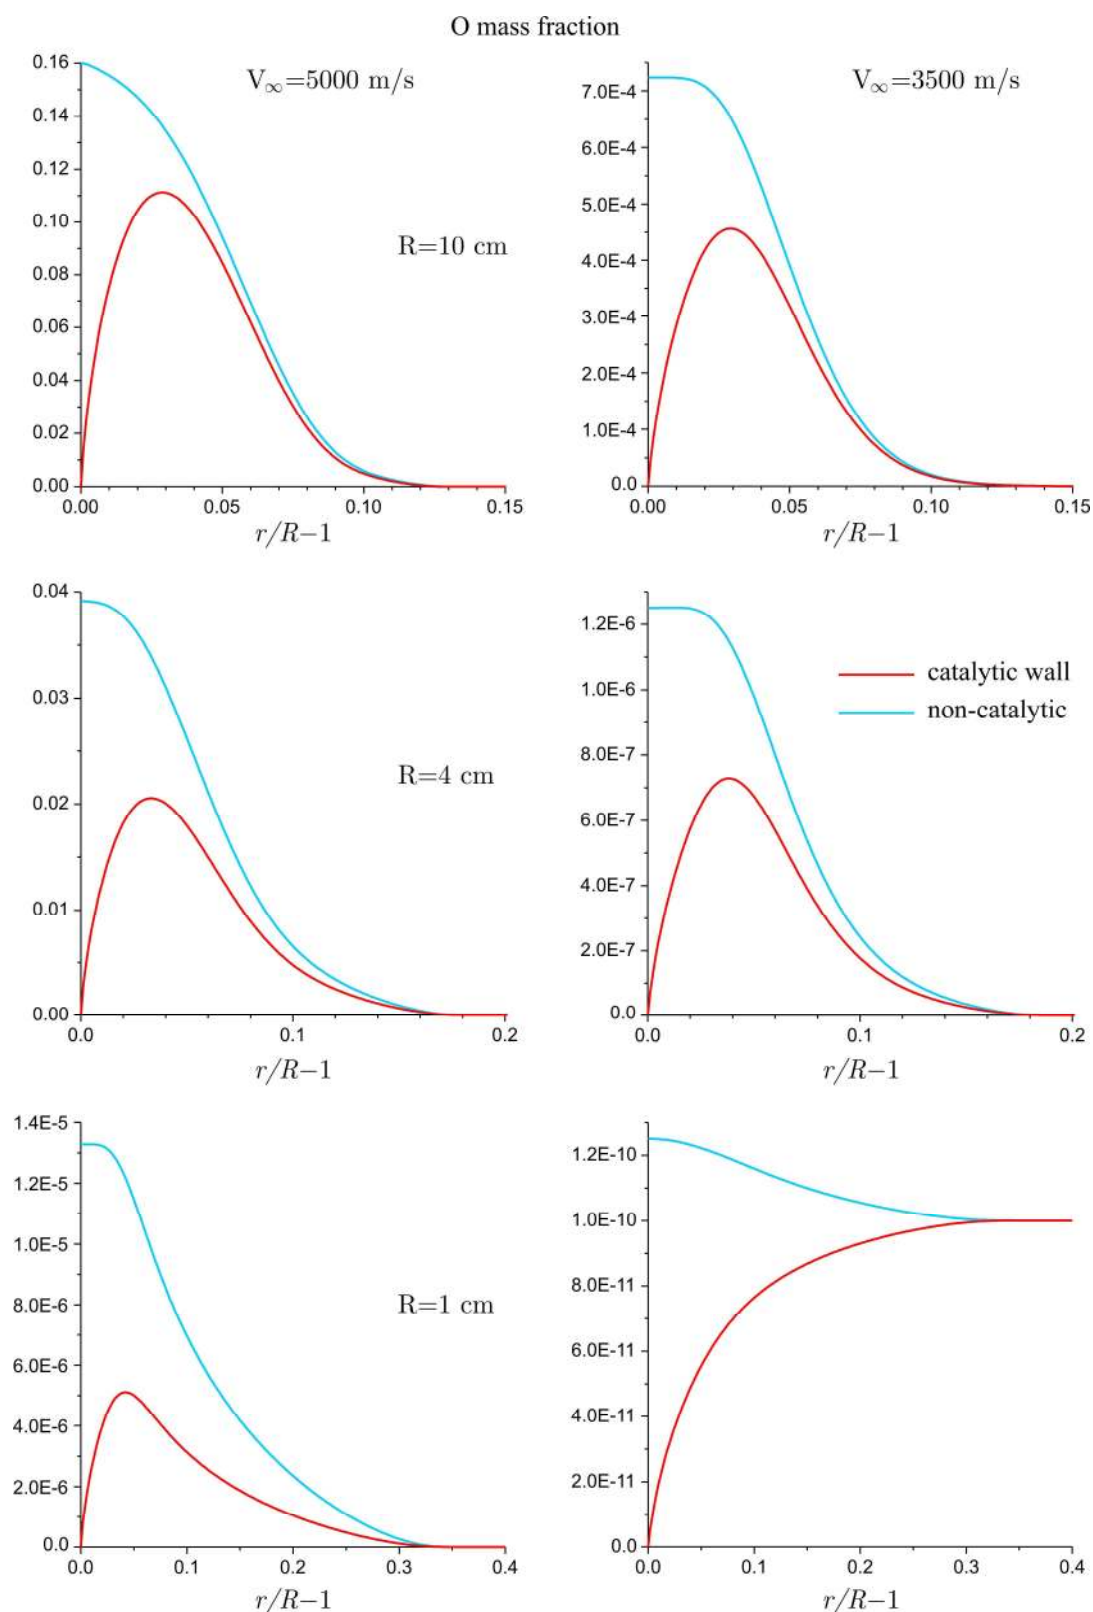 O mass fraction
V∞=5000 m/s
V∞=3500 m/s
0.16
0.14
0.12
0.10
0.08
0.06
0.04
0.02
0.00
0.00 0.05 0.10 0.15
r/R−1
R=10 cm
7.0E-4
6.0E-4
5.0E-4
4.0E-4
3.0E-4
2.0E-4
1.0E-4
0.0
0.00 0.05 0.10 0.15
r/R−1
0.04
0.03
0.02
0.01
0.00
0.0 0.1 0.2
r/R−1
R=4 cm
1.2E-6
1.0E-6
8.0E-7
6.0E-7
4.0E-7
2.0E-7
0.0
0.0 0.1 0.2
r/R−1
catalytic wall
non-catalytic
1.4E-5
1.2E-5
1.0E-5
8.0E-6
6.0E-6
4.0E-6
2.0E-6
0.0
0.0 0.1 0.2 0.3 0.4
r/R−1
R=1 cm
1.2E-10
1.0E-10
8.0E-11
6.0E-11
4.0E-11
2.0E-11
0.0
0.0 0.1 0.2 0.3 0.4
r/R−1